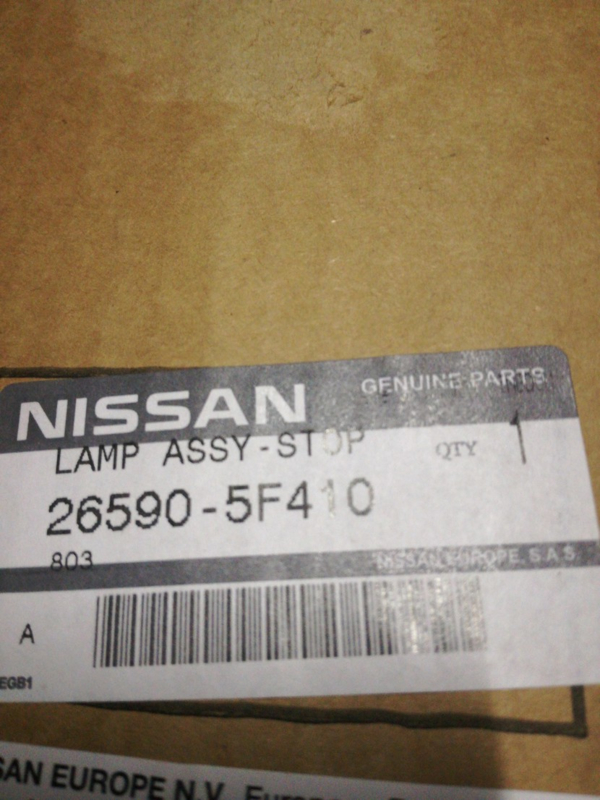 NISSAN GENUINE PARTS
LAMP ASSY-STOP QTY 1
26590-5F410
803 NISSAN EUROPE. S.A.S
A
EGB1
SAN EUROPE N.V.